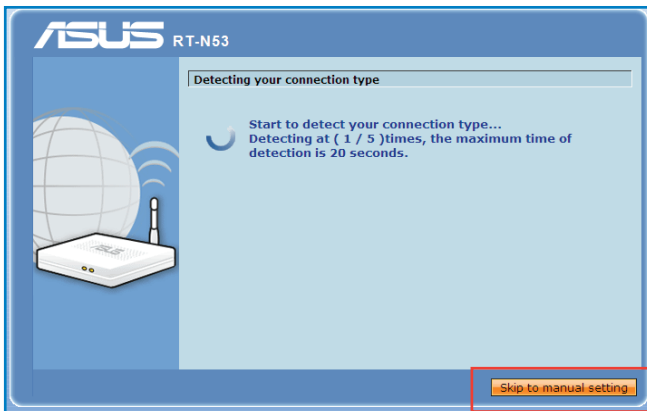 ASUS RT-N53
Detecting your connection type
Start to detect your connection type...
Detecting at ( 1 / 5 )times, the maximum time of
detection is 20 seconds.
ASUS
Skip to manual setting